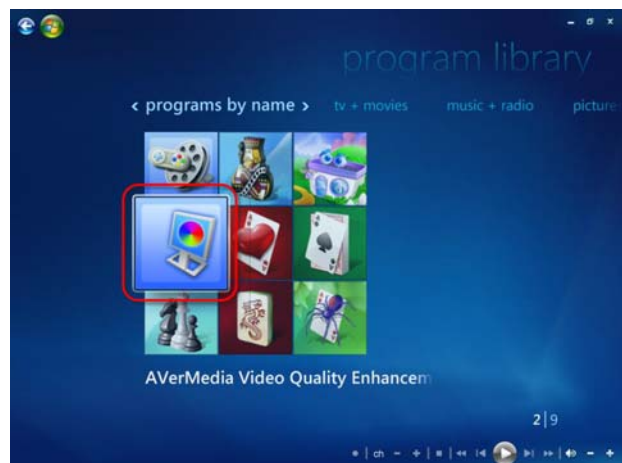 program library
< programs by name > tv + movies music + radio picture
AVerMedia Video Quality Enhancem
2|9
ch - +